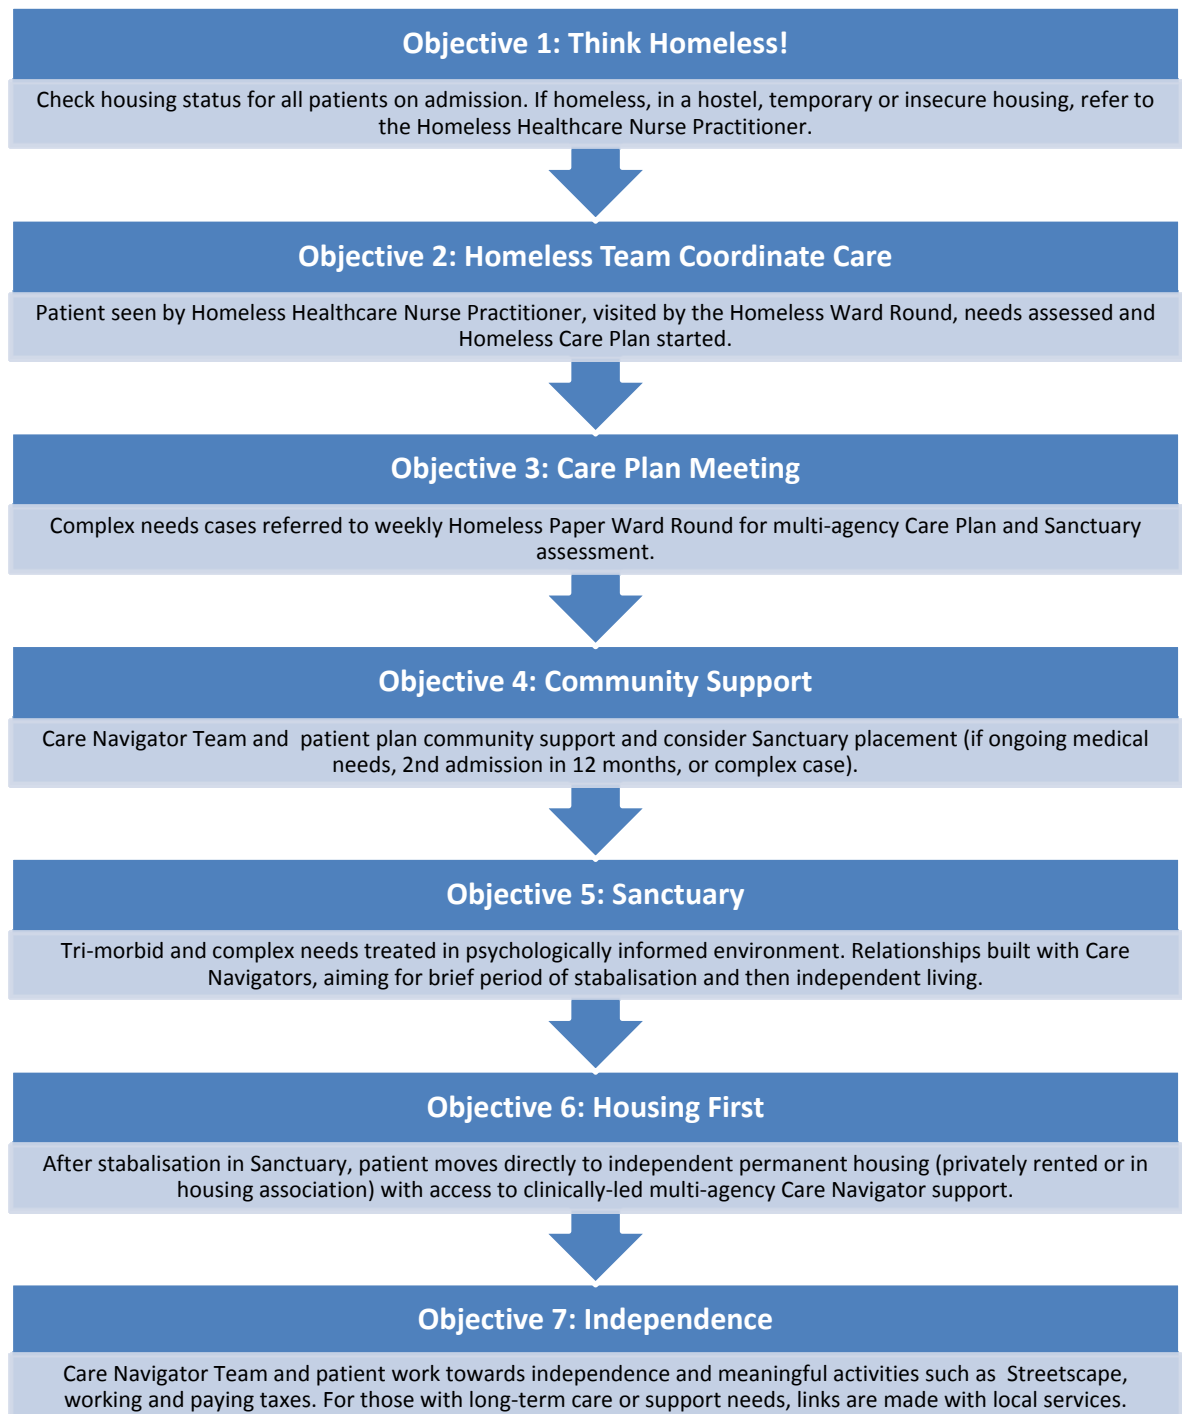 Objective 1: Think Homeless!
Check housing status for all patients on admission. If homeless, in a hostel, temporary or insecure housing, refer to
the Homeless Healthcare Nurse Practitioner.
Objective 2: Homeless Team Coordinate Care
Patient seen by Homeless Healthcare Nurse Practitioner, visited by the Homeless Ward Round, needs assessed and
Homeless Care Plan started.
Objective 3: Care Plan Meeting
Complex needs cases referred to weekly Homeless Paper Ward Round for multi-agency Care Plan and Sanctuary
assessment.
Objective 4: Community Support
Care Navigator Team and  patient plan community support and consider Sanctuary placement (if ongoing medical
needs, 2nd admission in 12 months, or complex case).
Objective 5: Sanctuary
Tri-morbid and complex needs treated in psychologically informed environment. Relationships built with Care
Navigators, aiming for brief period of stabalisation and then independent living.
Objective 6: Housing First
After stabalisation in Sanctuary, patient moves directly to independent permanent housing (privately rented or in
housing association) with access to clinically-led multi-agency Care Navigator support.
Objective 7: Independence
Care Navigator Team and patient work towards independence and meaningful activities such as  Streetscape,
working and paying taxes. For those with long-term care or support needs, links are made with local services.